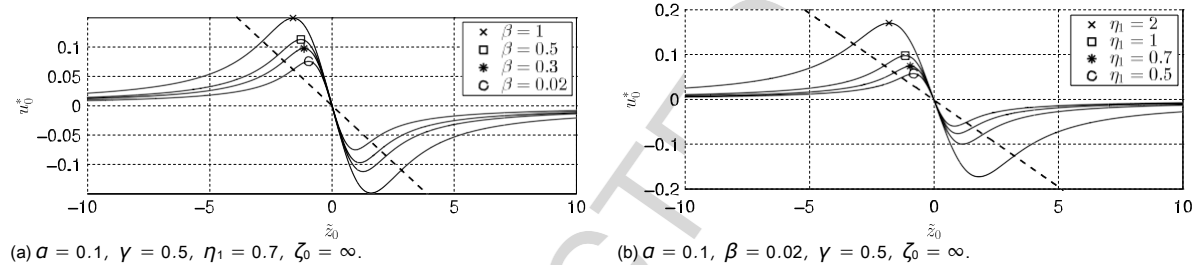 0.1
0.05
0
−0.05
−0.1
−10
−5
0
5
10
u₀*
z̃₀
β = 1
β = 0.5
β = 0.3
β = 0.02
(a) α = 0.1, γ = 0.5, η₁ = 0.7, ζ₀ = ∞.
0.2
0.1
0
−0.1
−0.2
−10
−5
0
5
10
u₀*
z̃₀
η₁ = 2
η₁ = 1
η₁ = 0.7
η₁ = 0.5
(b) α = 0.1, β = 0.02, γ = 0.5, ζ₀ = ∞.